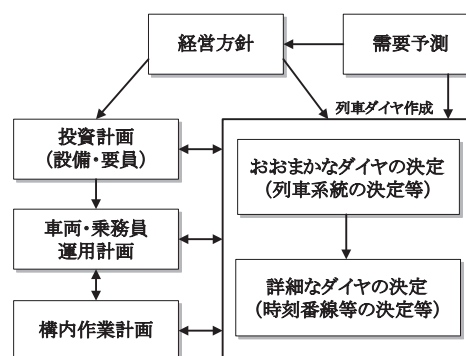 経営方針
需要予測
列車ダイヤ作成
投資計画
(設備・要員)
おおまかなダイヤの決定
(列車系統の決定等)
車両・乗務員
運用計画
詳細なダイヤの決定
(時刻番線等の決定等)
構内作業計画